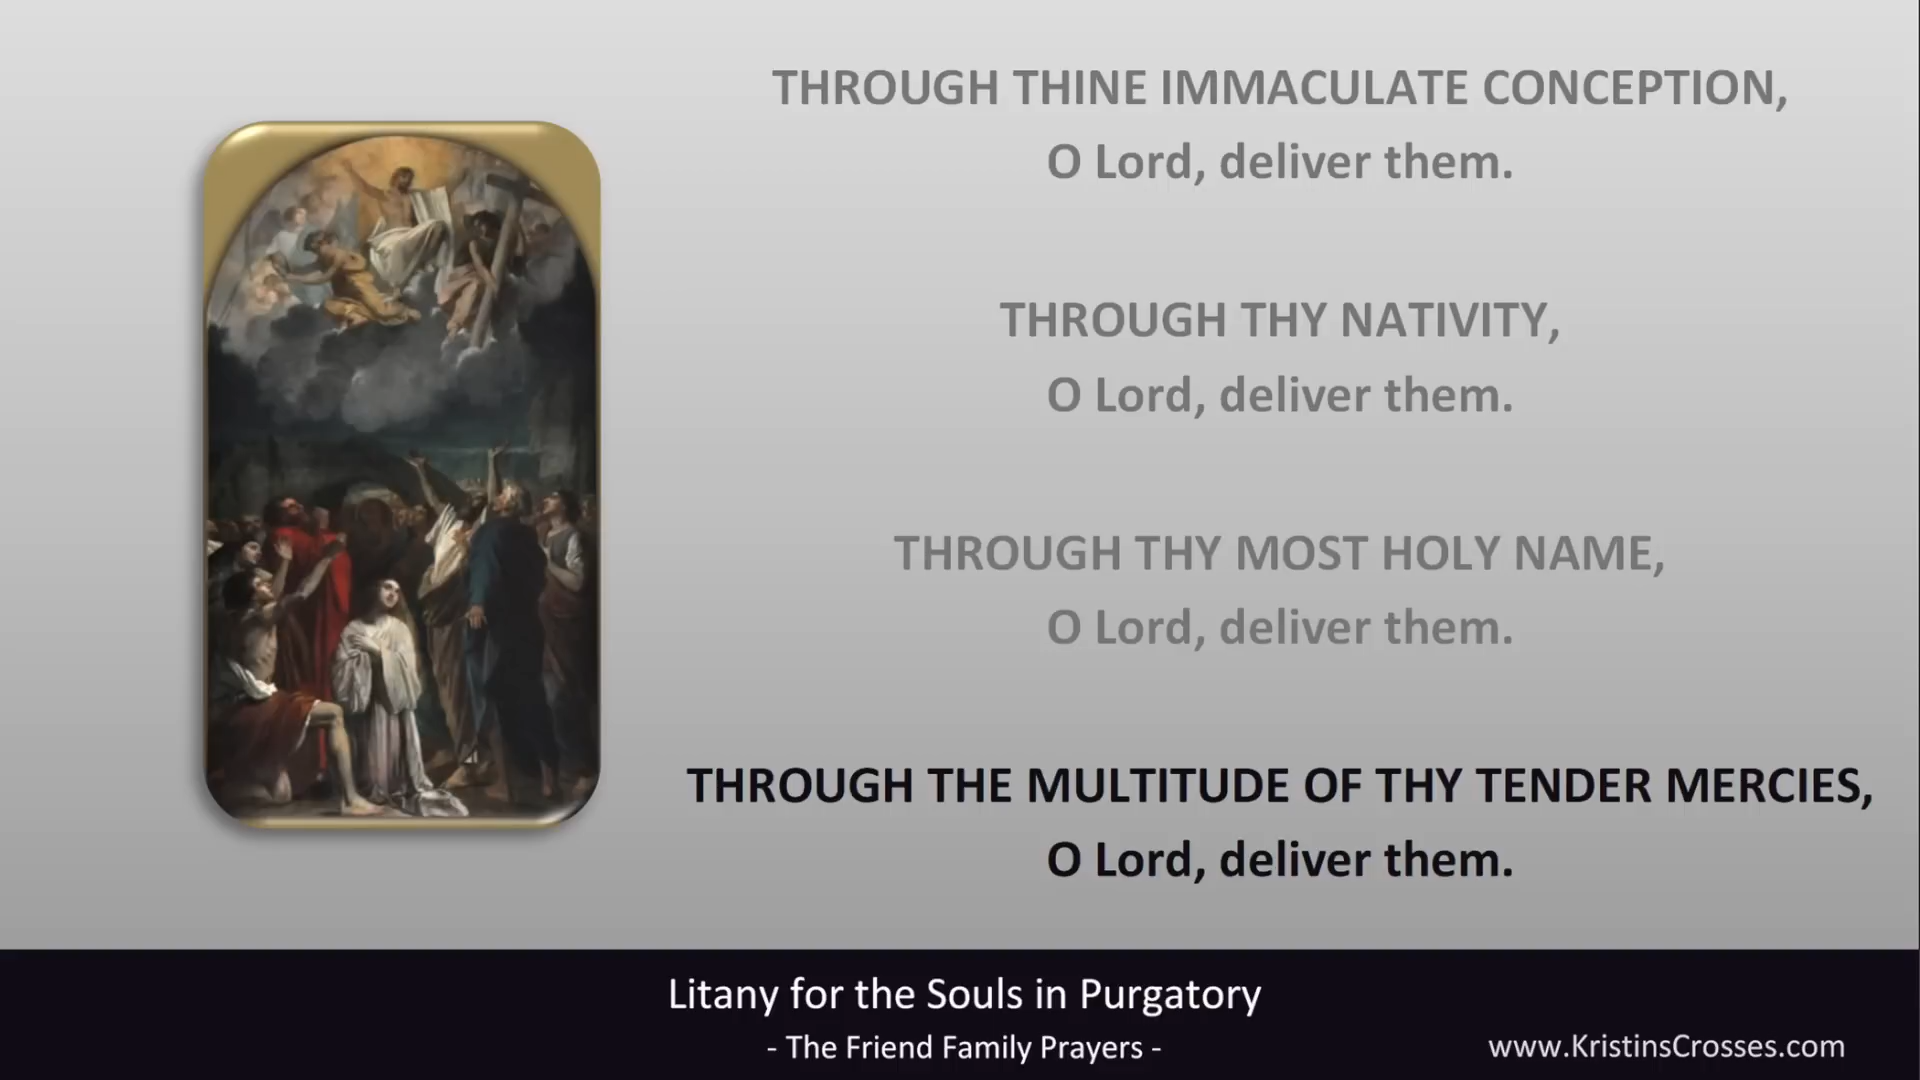 THROUGH THINE IMMACULATE CONCEPTION,
O Lord, deliver them.
THROUGH THY NATIVITY,
O Lord, deliver them.
THROUGH THY MOST HOLY NAME,
O Lord, deliver them.
THROUGH THE MULTITUDE OF THY TENDER MERCIES,
O Lord, deliver them.
Litany for the Souls in Purgatory
- The Friend Family Prayers -
www.KristinsCrosses.com